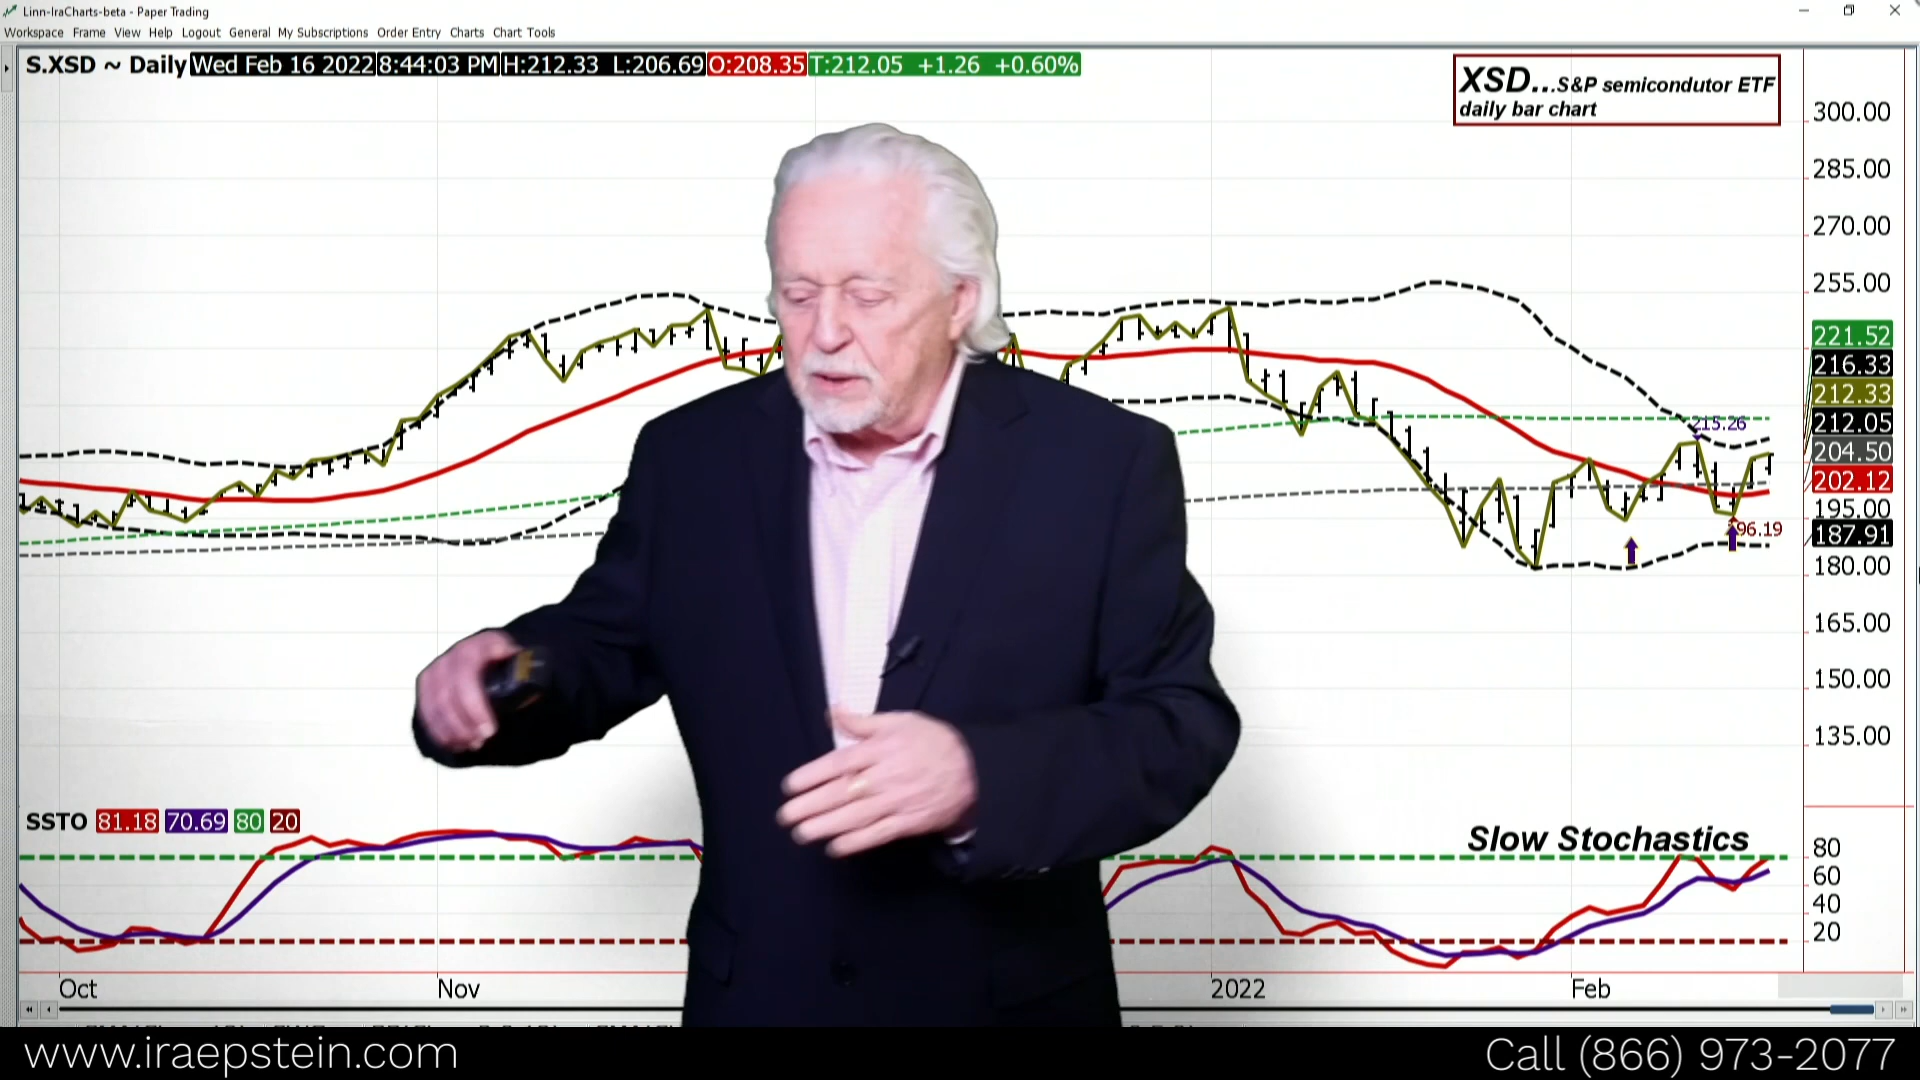 Linn-IraCharts-beta - Paper Trading
Workspace Frame View Help Logout General My Subscriptions Order Entry Charts Chart Tools
S.XSD ~ Daily Wed Feb 16 2022 8:44:03 PM H:212.33 L:206.69 O:208.35 T:212.05 +1.26 +0.60%
XSD...S&P semicondutor ETF
daily bar chart
300.00
285.00
270.00
255.00
221.52
216.33
212.33
212.05
204.50
202.12
195.00
187.91
180.00
165.00
150.00
135.00
215.26
96.19
SSTO 81.18 70.69 80 20
Slow Stochastics
80
60
40
20
Oct Nov 2022 Feb
www.iraepstein.com
Call (866) 973-2077